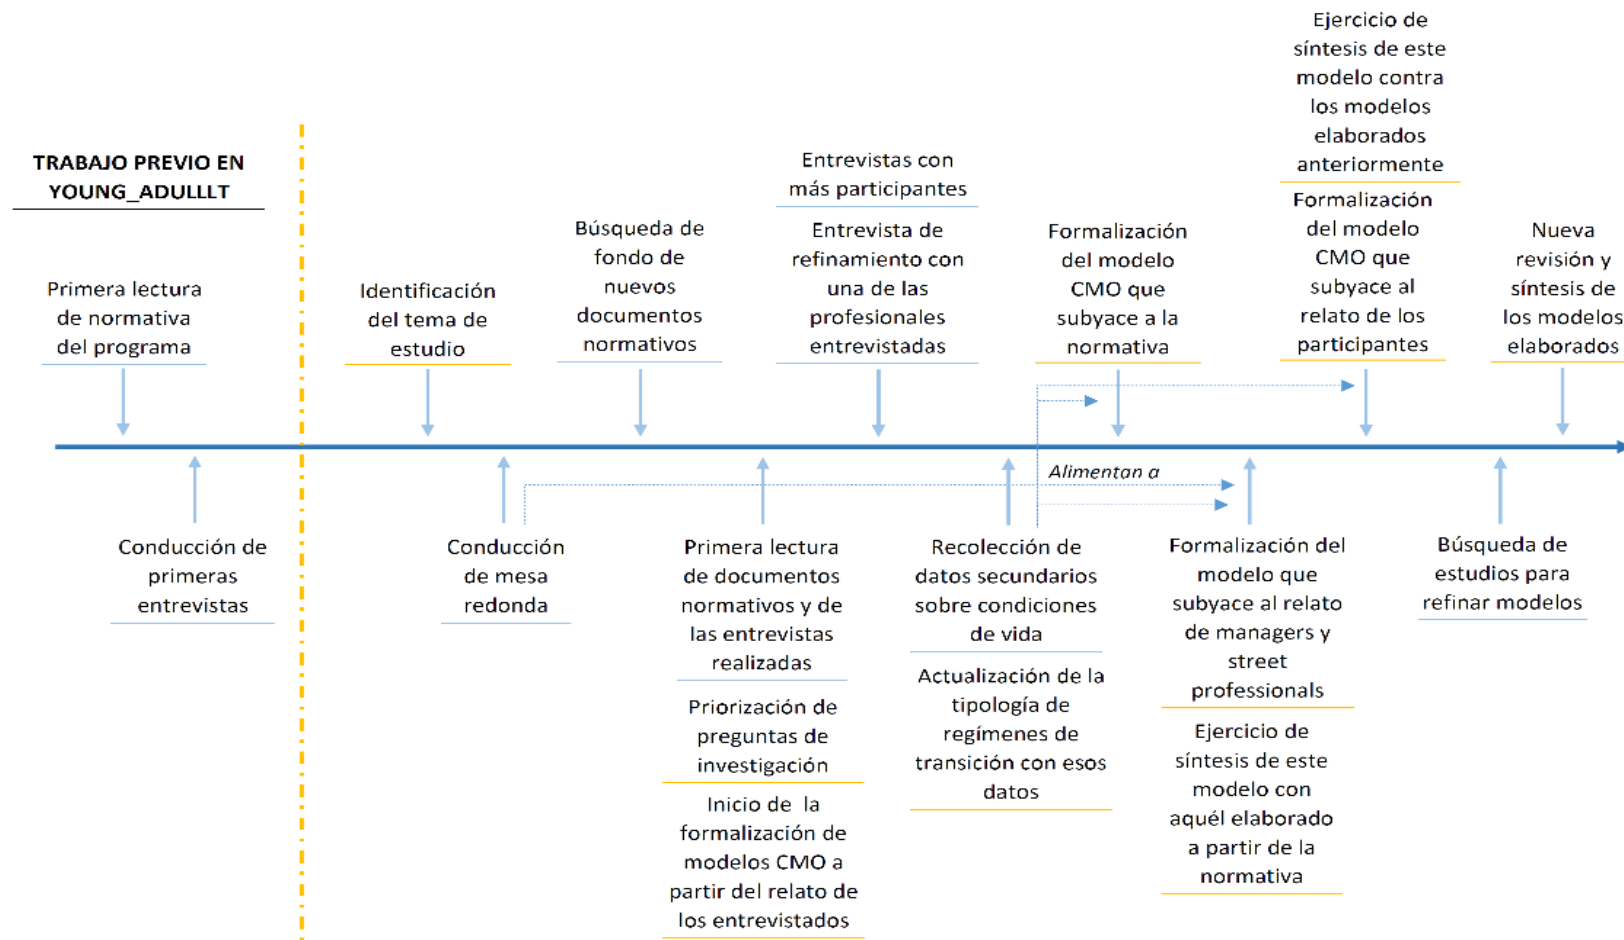 TRABAJO PREVIO EN
YOUNG_ADULLLT
Primera lectura
de normativa
del programa
Conducción de
primeras
entrevistas
Identificación
del tema de
estudio
Conducción
de mesa
redonda
Búsqueda de
fondo de
nuevos
documentos
normativos
Primera lectura
de documentos
normativos y de
las entrevistas
realizadas
Priorización de
preguntas de
investigación
Inicio de la
formalización de
modelos CMO a
partir del relato de
los entrevistados
Entrevistas con
más participantes
Entrevista de
refinamiento con
una de las
profesionales
entrevistadas
Recolección de
datos secundarios
sobre condiciones
de vida
Actualización de la
tipología de
regímenes de
transición con esos
datos
Formalización
del modelo
CMO que
subyace a la
normativa
Alimentan a
Formalización del
modelo que
subyace al relato
de managers y
street
professionals
Ejercicio de
síntesis de este
modelo con
aquél elaborado
a partir de la
normativa
Ejercicio de
síntesis de este
modelo contra
los modelos
elaborados
anteriormente
Formalización
del modelo
CMO que
subyace al
relato de los
participantes
Búsqueda de
estudios para
refinar modelos
Nueva
revisión y
síntesis de
los modelos
elaborados